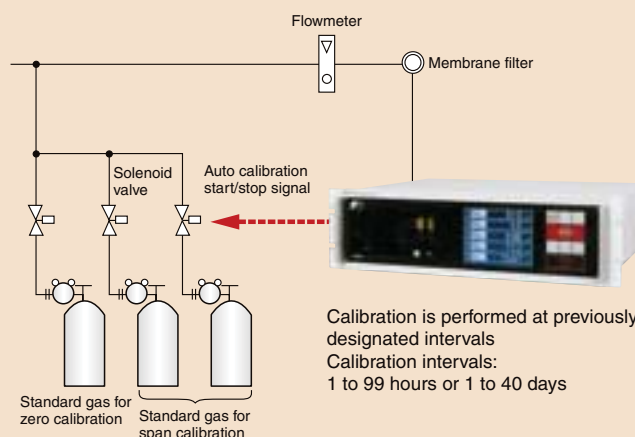 Flowmeter
Membrane filter
Solenoid
valve
Auto calibration
start/stop signal
Calibration is performed at previously
designated intervals
Calibration intervals:
1 to 99 hours or 1 to 40 days
Standard gas for
zero calibration
Standard gas for
span calibration